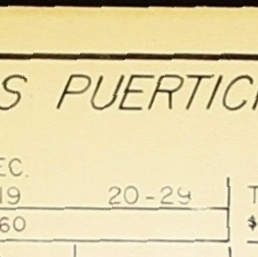 S PUERTIC
EC.
19 20-29 T
60 $